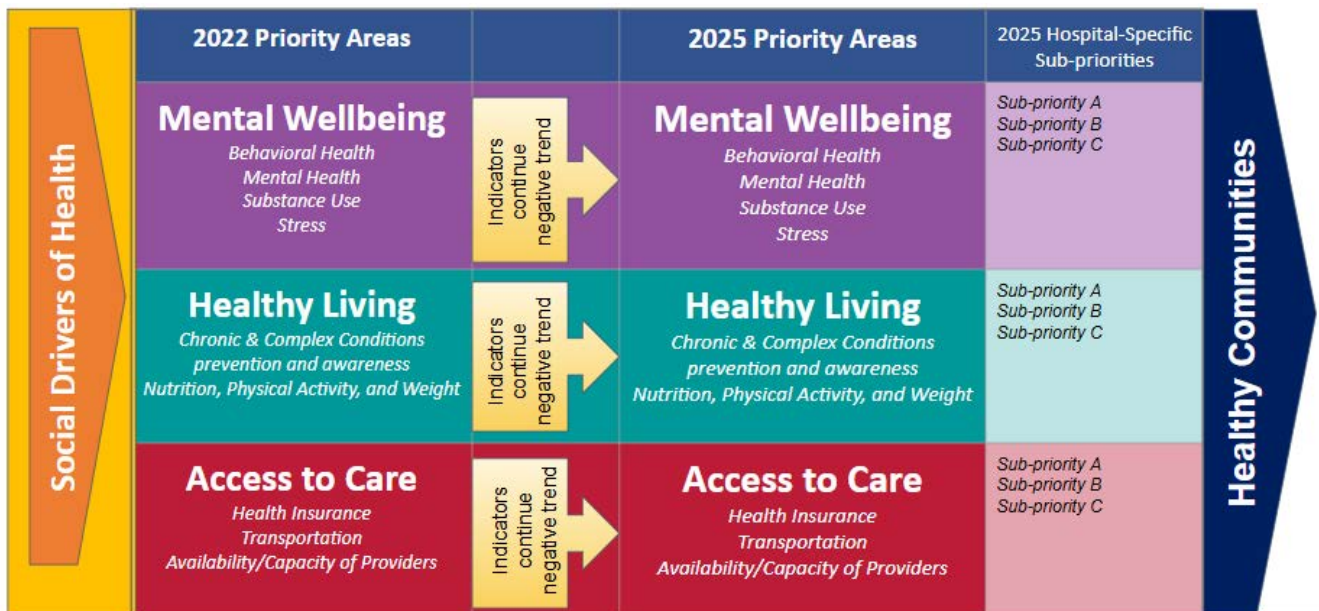 Social Drivers of Health
2022 Priority Areas
2025 Priority Areas
2025 Hospital-Specific
Sub-priorities
Mental Wellbeing
Behavioral Health
Mental Health
Substance Use
Stress
Indicators
continue
negative trend
Mental Wellbeing
Behavioral Health
Mental Health
Substance Use
Stress
Sub-priority A
Sub-priority B
Sub-priority C
Healthy Living
Chronic & Complex Conditions
prevention and awareness
Nutrition, Physical Activity, and Weight
Indicators
continue
negative trend
Healthy Living
Chronic & Complex Conditions
prevention and awareness
Nutrition, Physical Activity, and Weight
Sub-priority A
Sub-priority B
Sub-priority C
Access to Care
Health Insurance
Transportation
Availability/Capacity of Providers
Indicators
continue
negative trend
Access to Care
Health Insurance
Transportation
Availability/Capacity of Providers
Sub-priority A
Sub-priority B
Sub-priority C
Healthy Communities